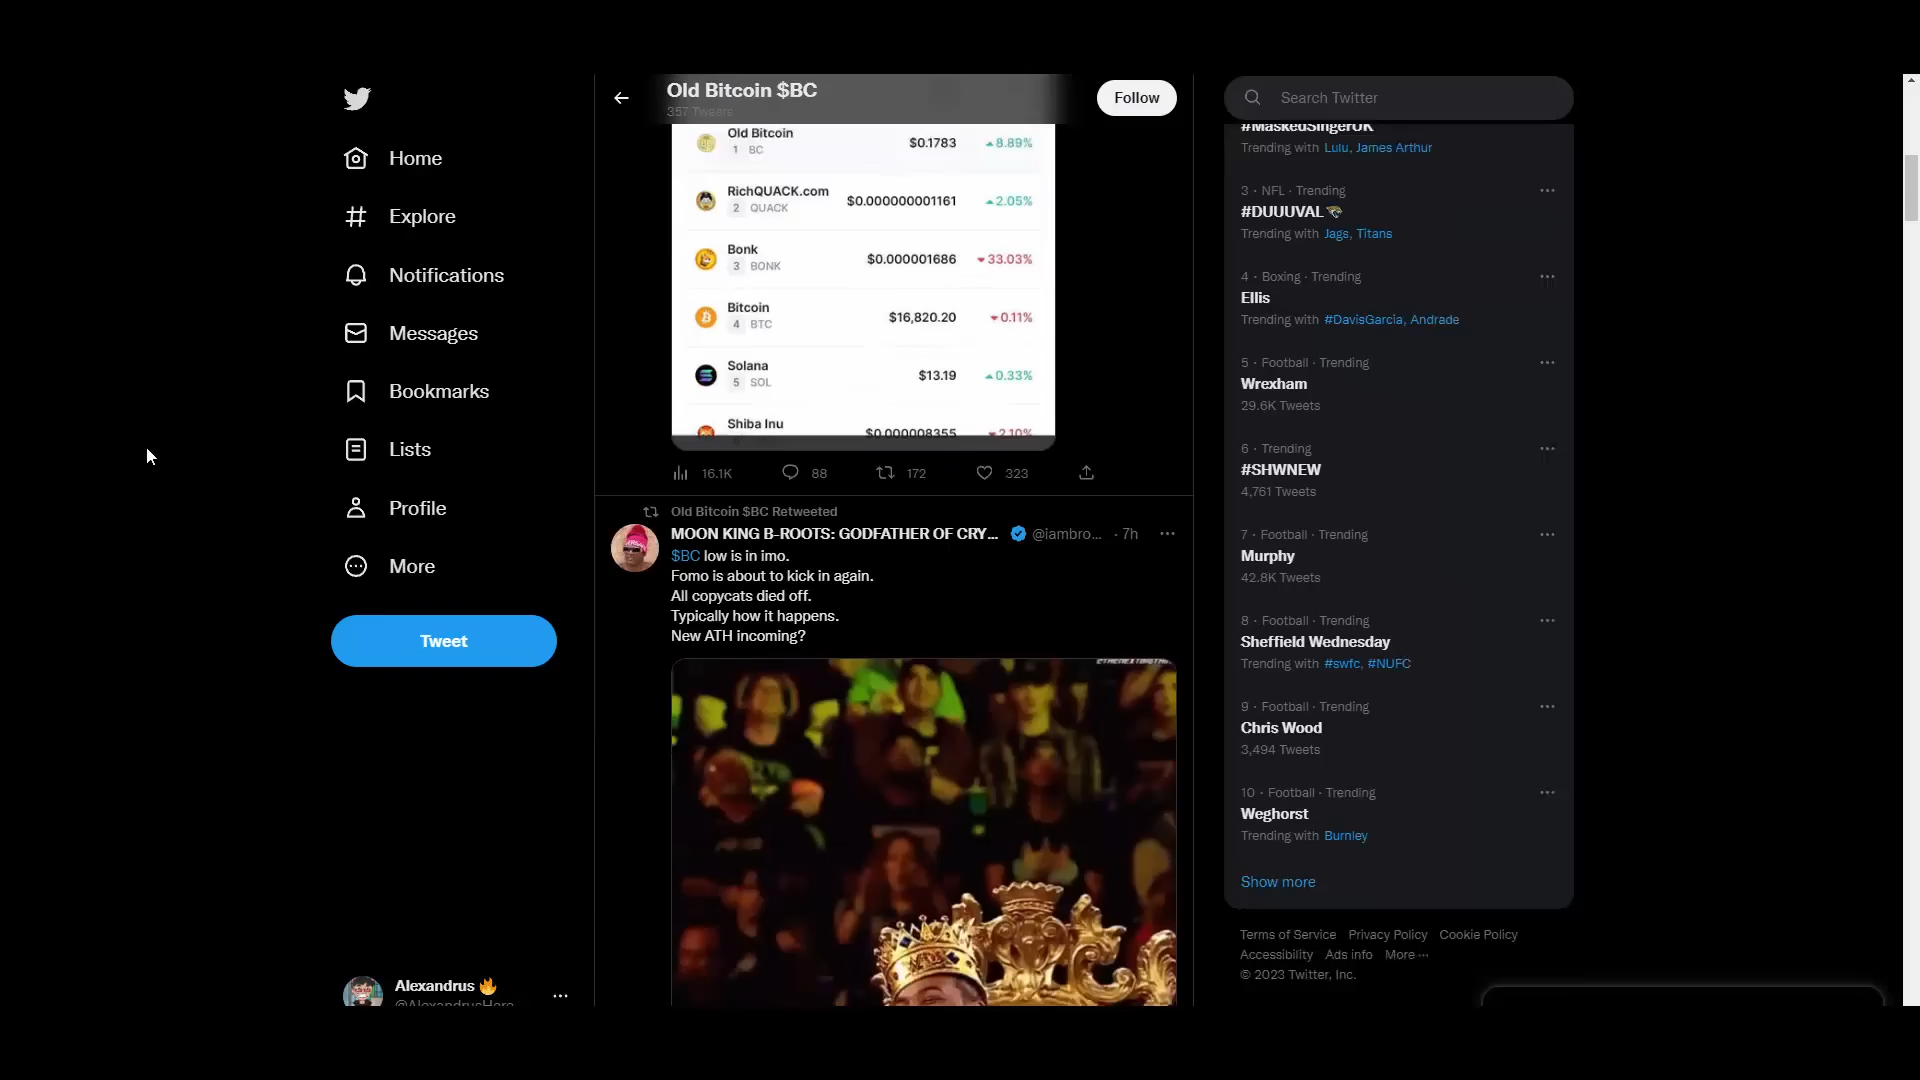 Home
Explore
Notifications
Messages
Bookmarks
Lists
Profile
More
Tweet
Alexandrus 🔥
@AlexandrusHero
Old Bitcoin $BC
357 Tweets
Follow
Old Bitcoin $0.1783 8.89%
1 BC
RichQUACK.com $0.000000001161 2.05%
2 QUACK
Bonk $0.000001686 33.03%
3 BONK
Bitcoin $16,820.20 0.11%
4 BTC
Solana $13.19 0.33%
5 SOL
Shiba Inu $0.000008355 2.10%
16.1K 88 172 323
Old Bitcoin $BC Retweeted
MOON KING B-ROOTS: GODFATHER OF CRY... @iambro... · 7h
$BC low is in imo.
Fomo is about to kick in again.
All copycats died off.
Typically how it happens.
New ATH incoming?
Search Twitter
#MaskedSingerUK
Trending with Lulu, James Arthur
3 · NFL · Trending
#DUUUVAL
Trending with Jags, Titans
4 · Boxing · Trending
Ellis
Trending with #DavisGarcia, Andrade
5 · Football · Trending
Wrexham
29.6K Tweets
6 · Trending
#SHWNEW
4,761 Tweets
7 · Football · Trending
Murphy
42.8K Tweets
8 · Football · Trending
Sheffield Wednesday
Trending with #swfc, #NUFC
9 · Football · Trending
Chris Wood
3,494 Tweets
10 · Football · Trending
Weghorst
Trending with Burnley
Show more
Terms of Service Privacy Policy Cookie Policy
Accessibility Ads info More ···
© 2023 Twitter, Inc.